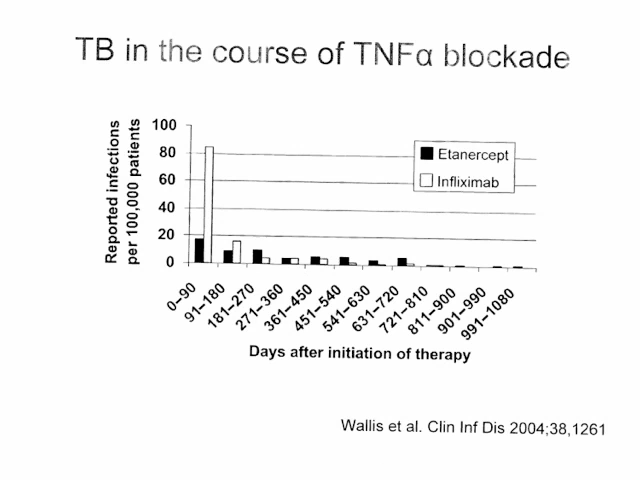 TB in the course of TNFα blockade
Reported infections
per 100,000 patients
100
80
60
40
20
0
Etanercept
Infliximab
0–90
91–180
181–270
271–360
361–450
451–540
541–630
631–720
721–810
811–900
901–990
991–1080
Days after initiation of therapy
Wallis et al. Clin Inf Dis 2004;38,1261